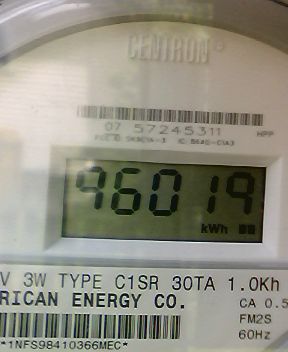 CENTRON®
07 57245311
HPP
96019
kWh
V 3W TYPE C1SR 30TA 1.0Kh
RICAN ENERGY CO.
CA 0.5
FM2S
60Hz
*1NFS98410366MEC*